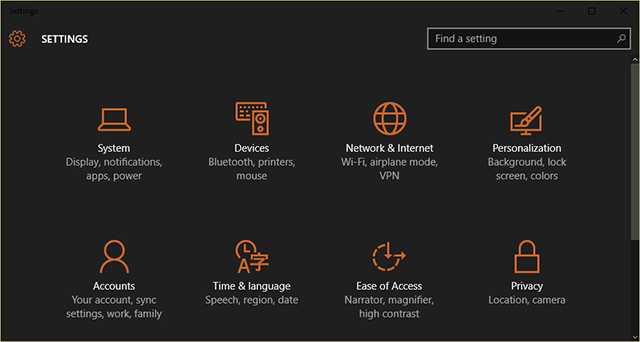 Settings
SETTINGS
Find a setting
System
Display, notifications,
apps, power
Devices
Bluetooth, printers,
mouse
Network & Internet
Wi-Fi, airplane mode,
VPN
Personalization
Background, lock
screen, colors
Accounts
Your account, sync
settings, work, family
A字
Time & language
Speech, region, date
Ease of Access
Narrator, magnifier,
high contrast
Privacy
Location, camera